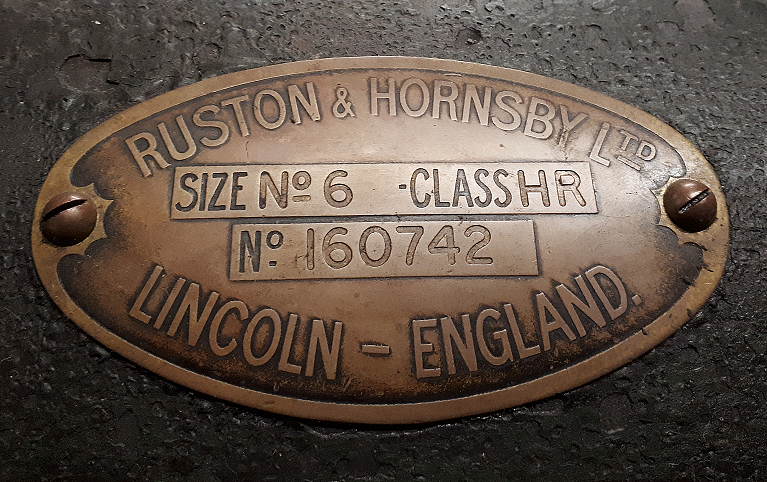 RUSTON & HORNSBY LTD
SIZE No 6 -CLASS HR
No 160742
LINCOLN - ENGLAND.